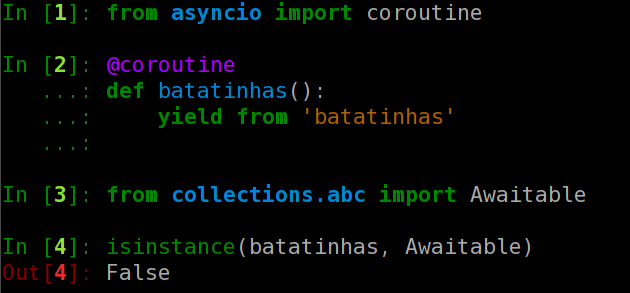 In [1]: from asyncio import coroutine
In [2]: @coroutine
   ...: def batatinhas():
   ...:     yield from 'batatinhas'
   ...:
In [3]: from collections.abc import Awaitable
In [4]: isinstance(batatinhas, Awaitable)
Out[4]: False